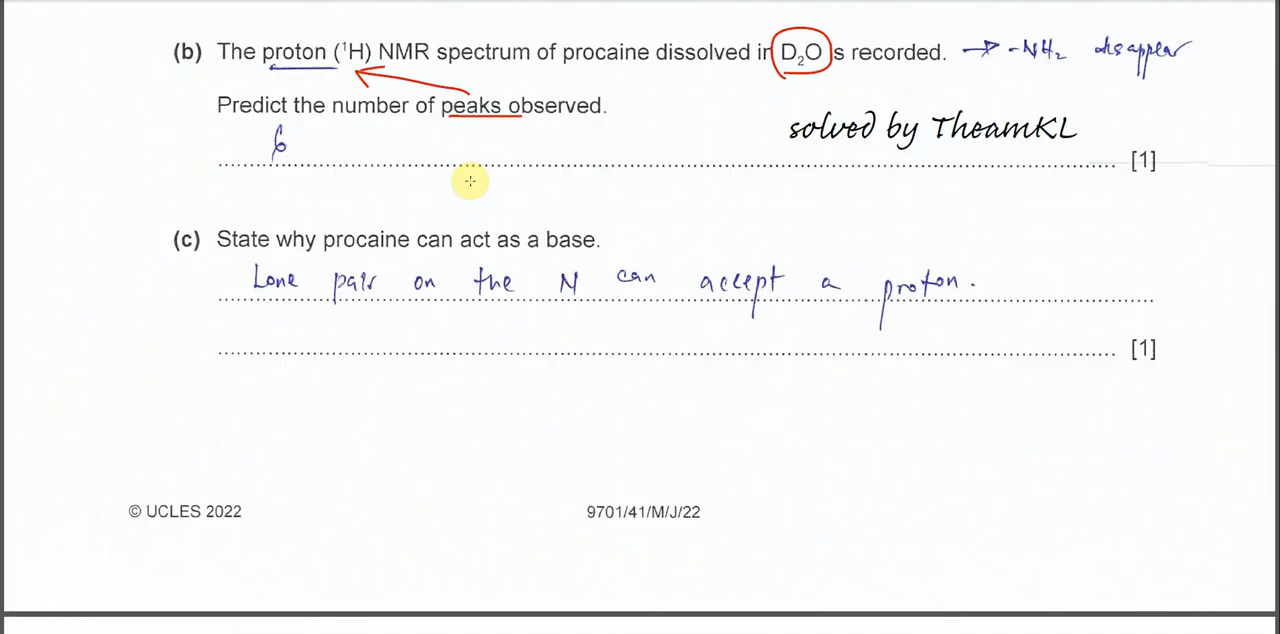 (b) The proton (¹H) NMR spectrum of procaine dissolved in D₂O is recorded. → -NH₂ disappear
Predict the number of peaks observed.
6
solved by TheamKL
[1]
(c) State why procaine can act as a base.
Lone pair on the N can accept a proton.
[1]
© UCLES 2022
9701/41/M/J/22